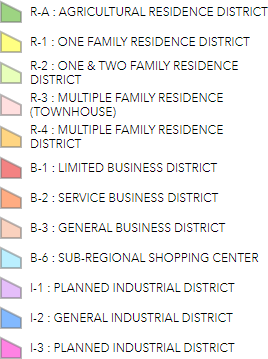 R-A : AGRICULTURAL RESIDENCE DISTRICT
R-1 : ONE FAMILY RESIDENCE DISTRICT
R-2 : ONE & TWO FAMILY RESIDENCE
DISTRICT
R-3 : MULTIPLE FAMILY RESIDENCE
(TOWNHOUSE)
R-4 : MULTIPLE FAMILY RESIDENCE
DISTRICT
B-1 : LIMITED BUSINESS DISTRICT
B-2 : SERVICE BUSINESS DISTRICT
B-3 : GENERAL BUSINESS DISTRICT
B-6 : SUB-REGIONAL SHOPPING CENTER
I-1 : PLANNED INDUSTRIAL DISTRICT
I-2 : GENERAL INDUSTRIAL DISTRICT
I-3 : PLANNED INDUSTRIAL DISTRICT